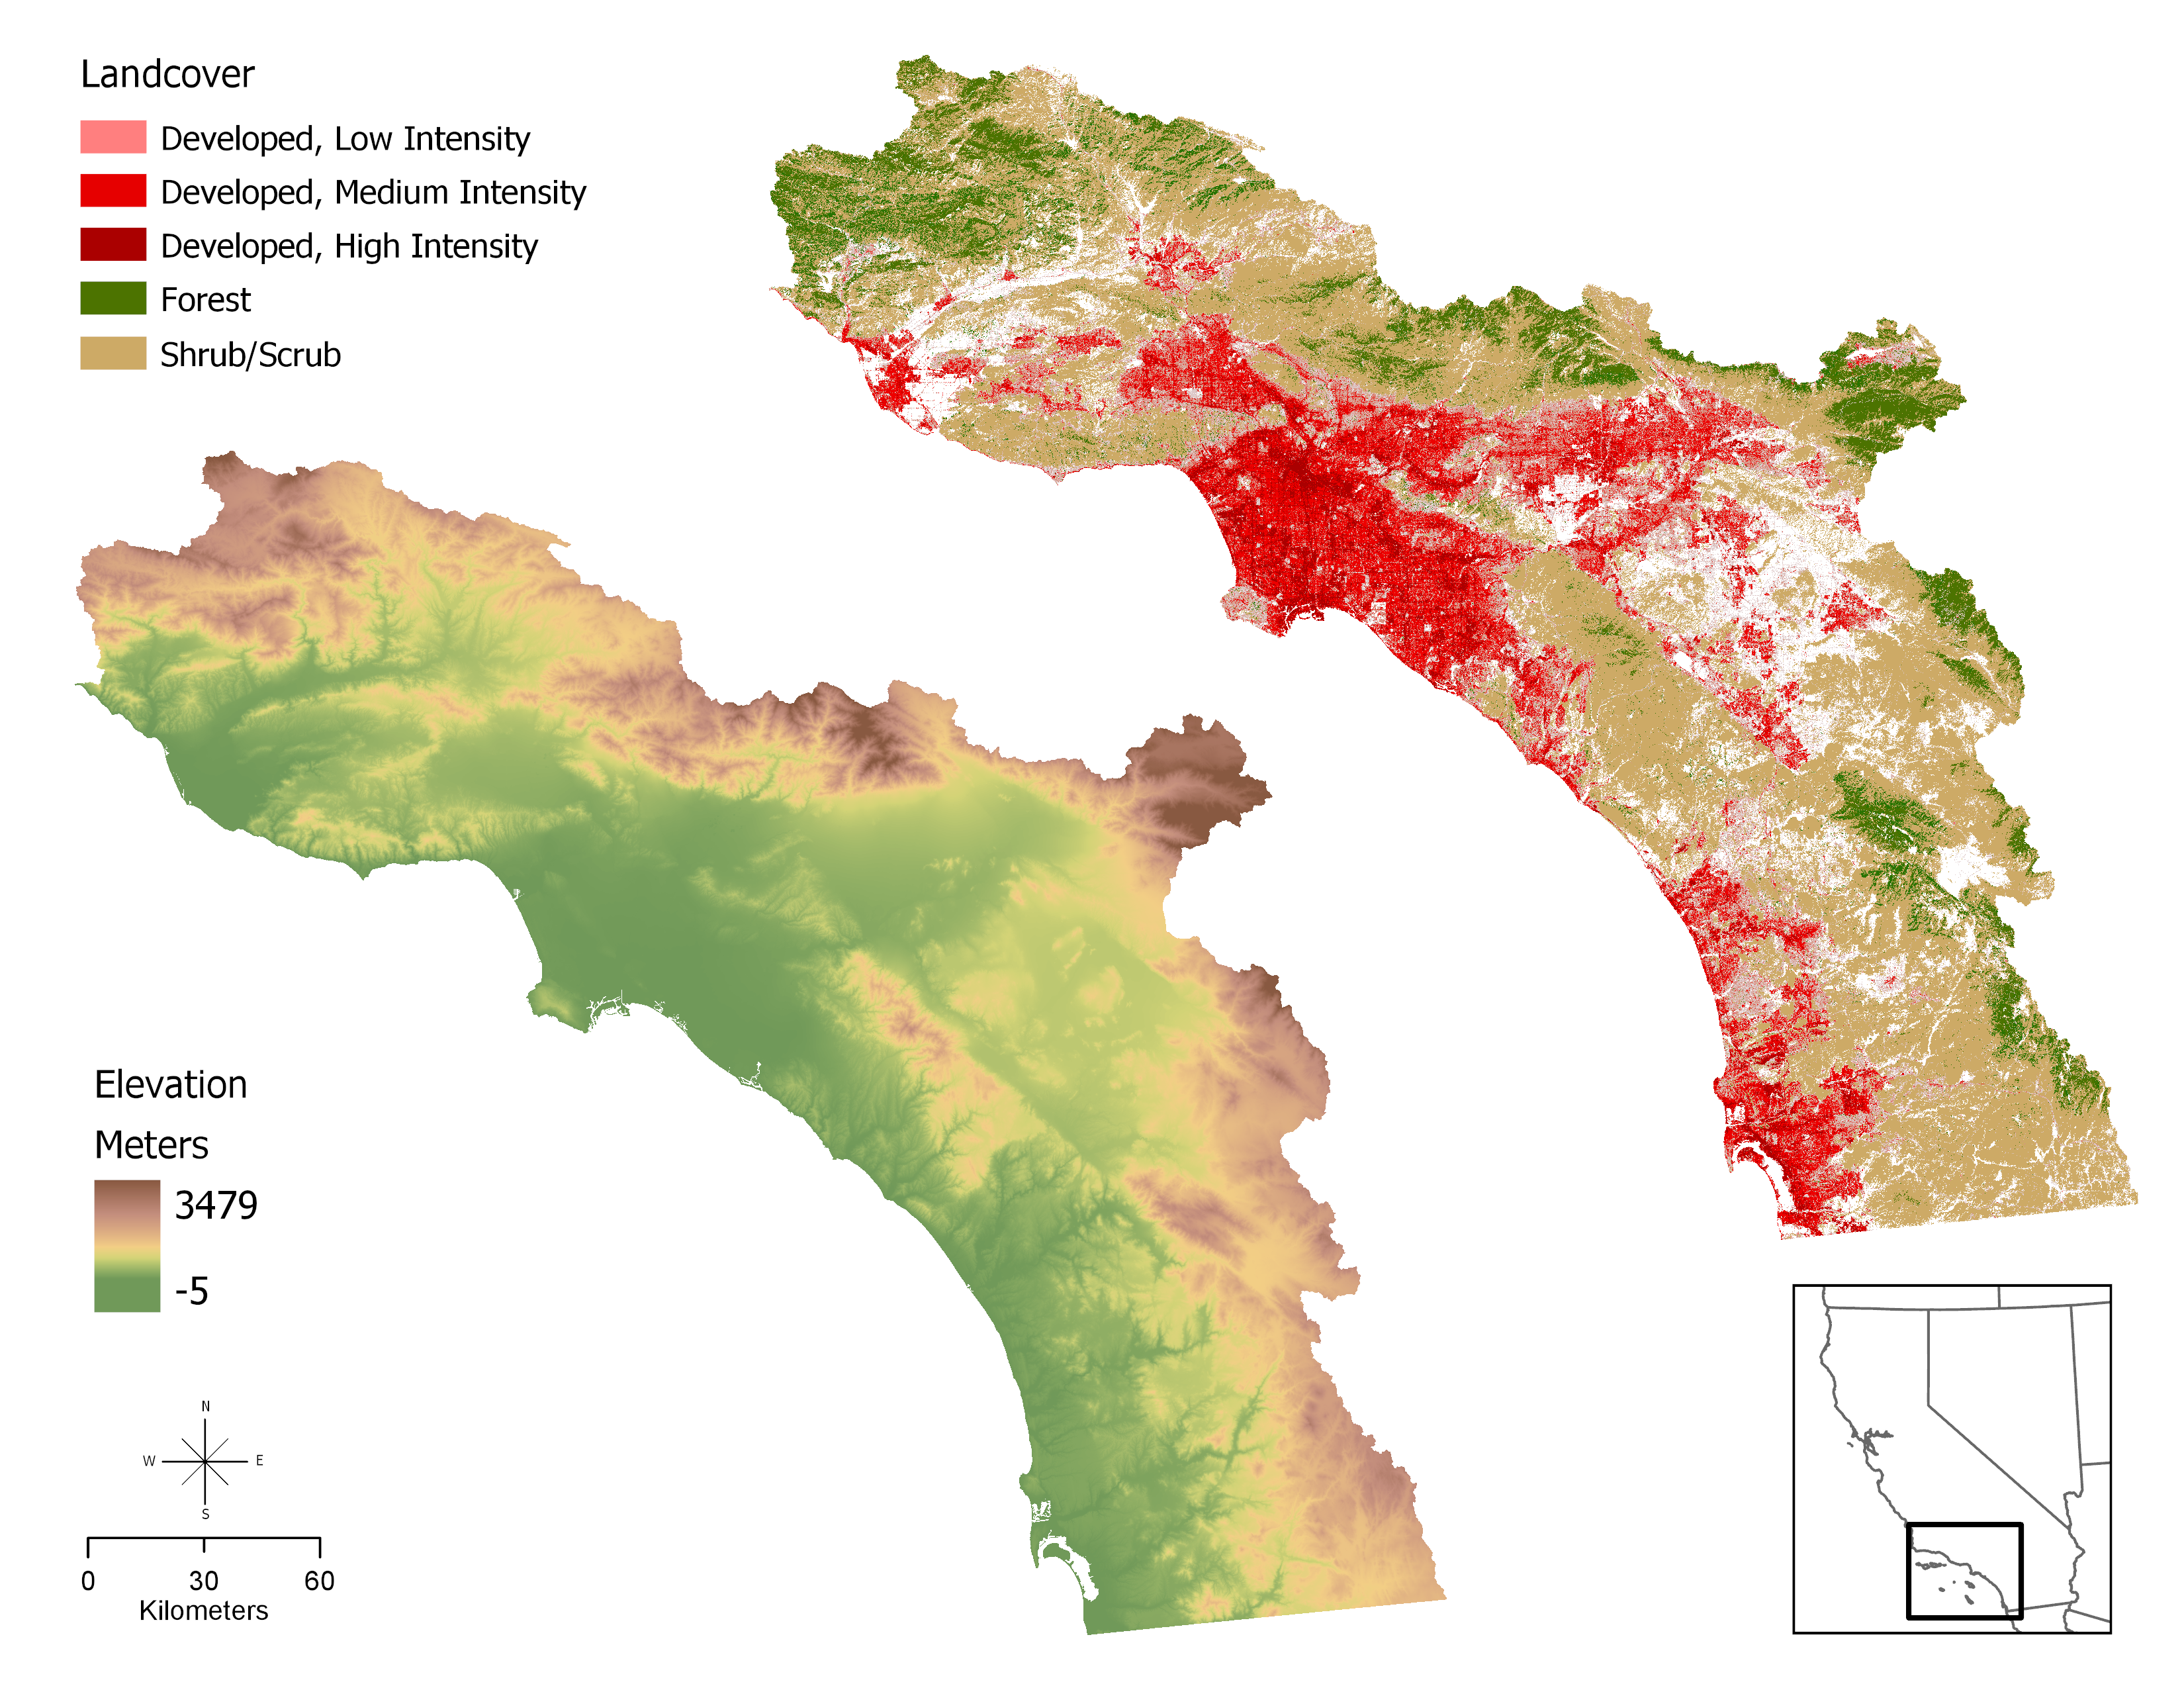 Landcover
Developed, Low Intensity
Developed, Medium Intensity
Developed, High Intensity
Forest
Shrub/Scrub
Elevation
Meters
3479
-5
N
W E
S
0 30 60
Kilometers